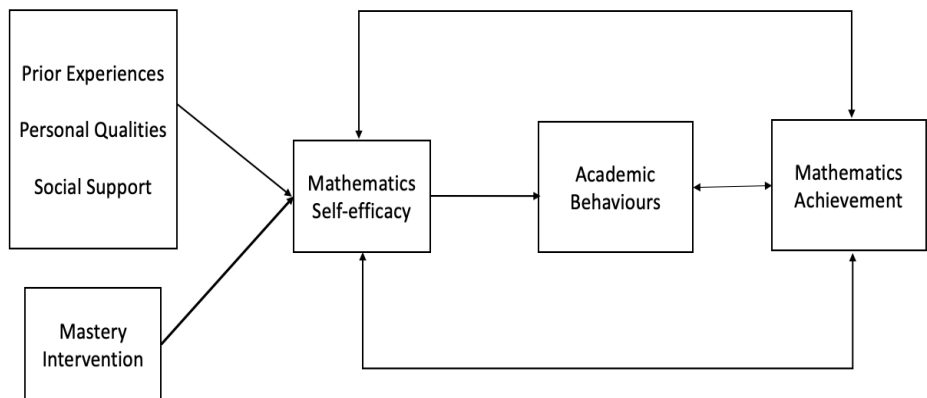 Prior Experiences
Personal Qualities
Social Support
Mastery
Intervention
Mathematics
Self-efficacy
Academic
Behaviours
Mathematics
Achievement